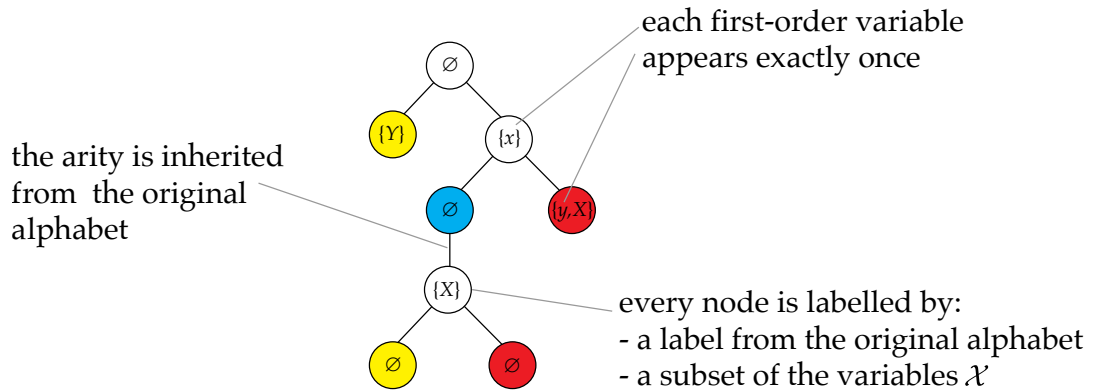 each first-order variable
appears exactly once
∅
{Y}
{x}
the arity is inherited
from the original
alphabet
∅
{y,X}
{X}
every node is labelled by:
- a label from the original alphabet
- a subset of the variables 𝒳
∅
∅